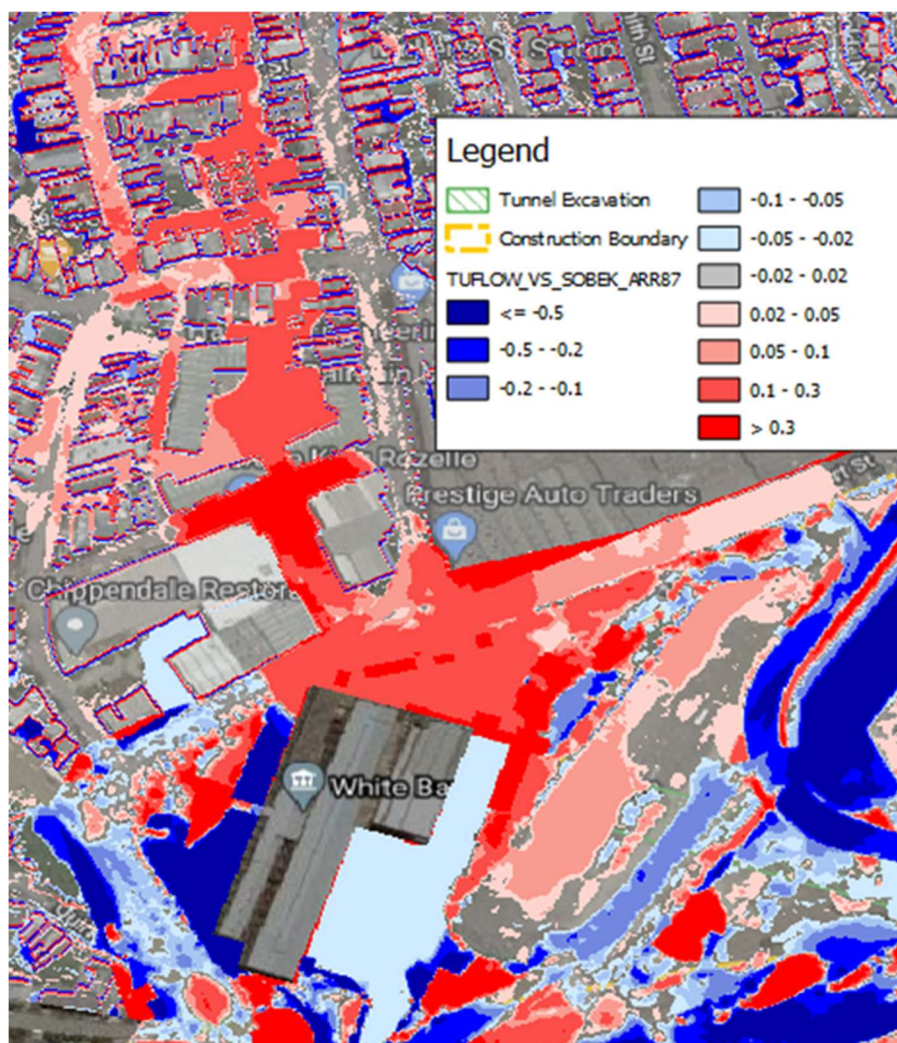 Legend
Tunnel Excavation
Construction Boundary
TUFLOW_VS_SOBEK_ARR87
<= -0.5
-0.5 - -0.2
-0.2 - -0.1
-0.1 - -0.05
-0.05 - -0.02
-0.02 - 0.02
0.02 - 0.05
0.05 - 0.1
0.1 - 0.3
> 0.3
Rozelle
Prestige Auto Traders
Chippendale Restora
White Ba